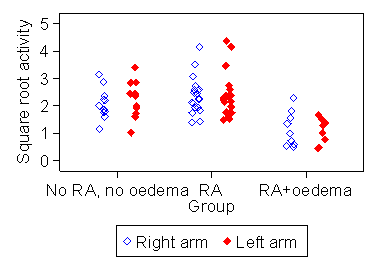 Square root activity
5
4
3
2
1
0
No RA, no oedema RA RA+oedema
Group
Right arm Left arm